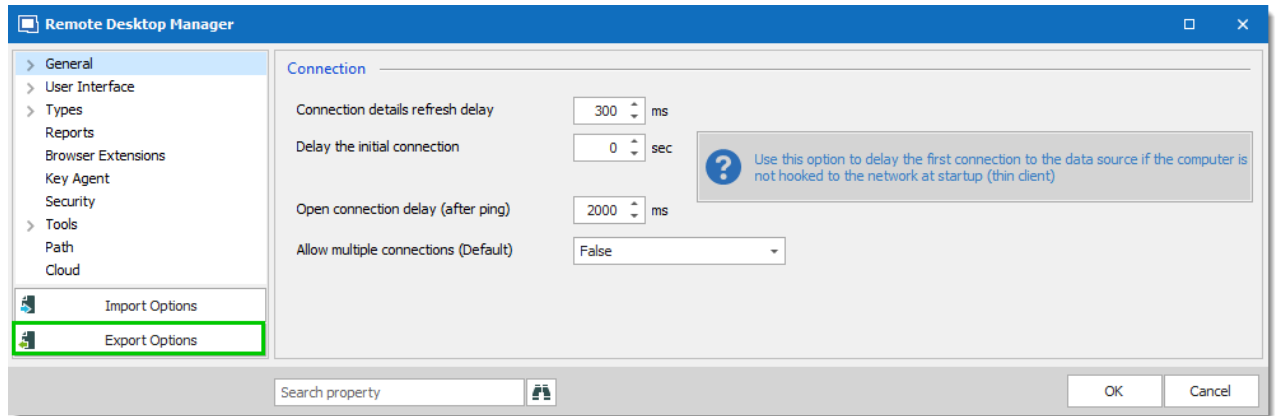 Remote Desktop Manager
General
User Interface
Types
Reports
Browser Extensions
Key Agent
Security
Tools
Path
Cloud
Import Options
Export Options
Connection
Connection details refresh delay 300 ms
Delay the initial connection 0 sec
Use this option to delay the first connection to the data source if the computer is
not hooked to the network at startup (thin client)
Open connection delay (after ping) 2000 ms
Allow multiple connections (Default) False
Search property
OK Cancel